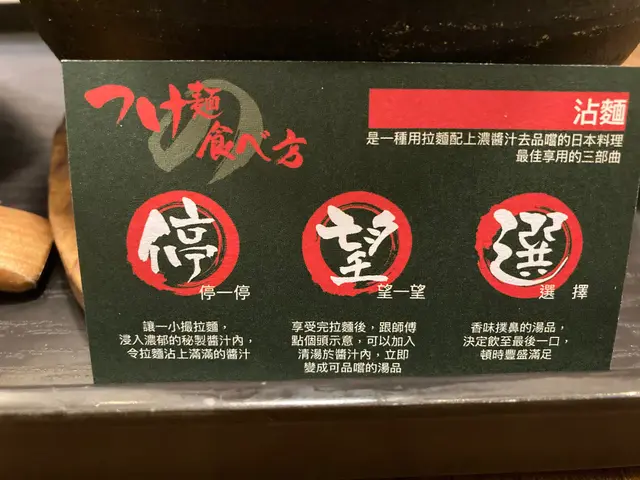 つけ麺
の
食べ方
沾麵
是一種用拉麵配上濃醬汁去品嚐的日本料理
最佳享用的三部曲
停
停一停
讓一小撮拉麵，
浸入濃郁的秘製醬汁內，
令拉麵沾上滿滿的醬汁
望
望一望
享受完拉麵後，跟師傅
點個頭示意，可以加入
清湯於醬汁內，立即
變成可品嚐的湯品
選
選擇
香味撲鼻的湯品，
決定飲至最後一口，
頓時豐盛滿足